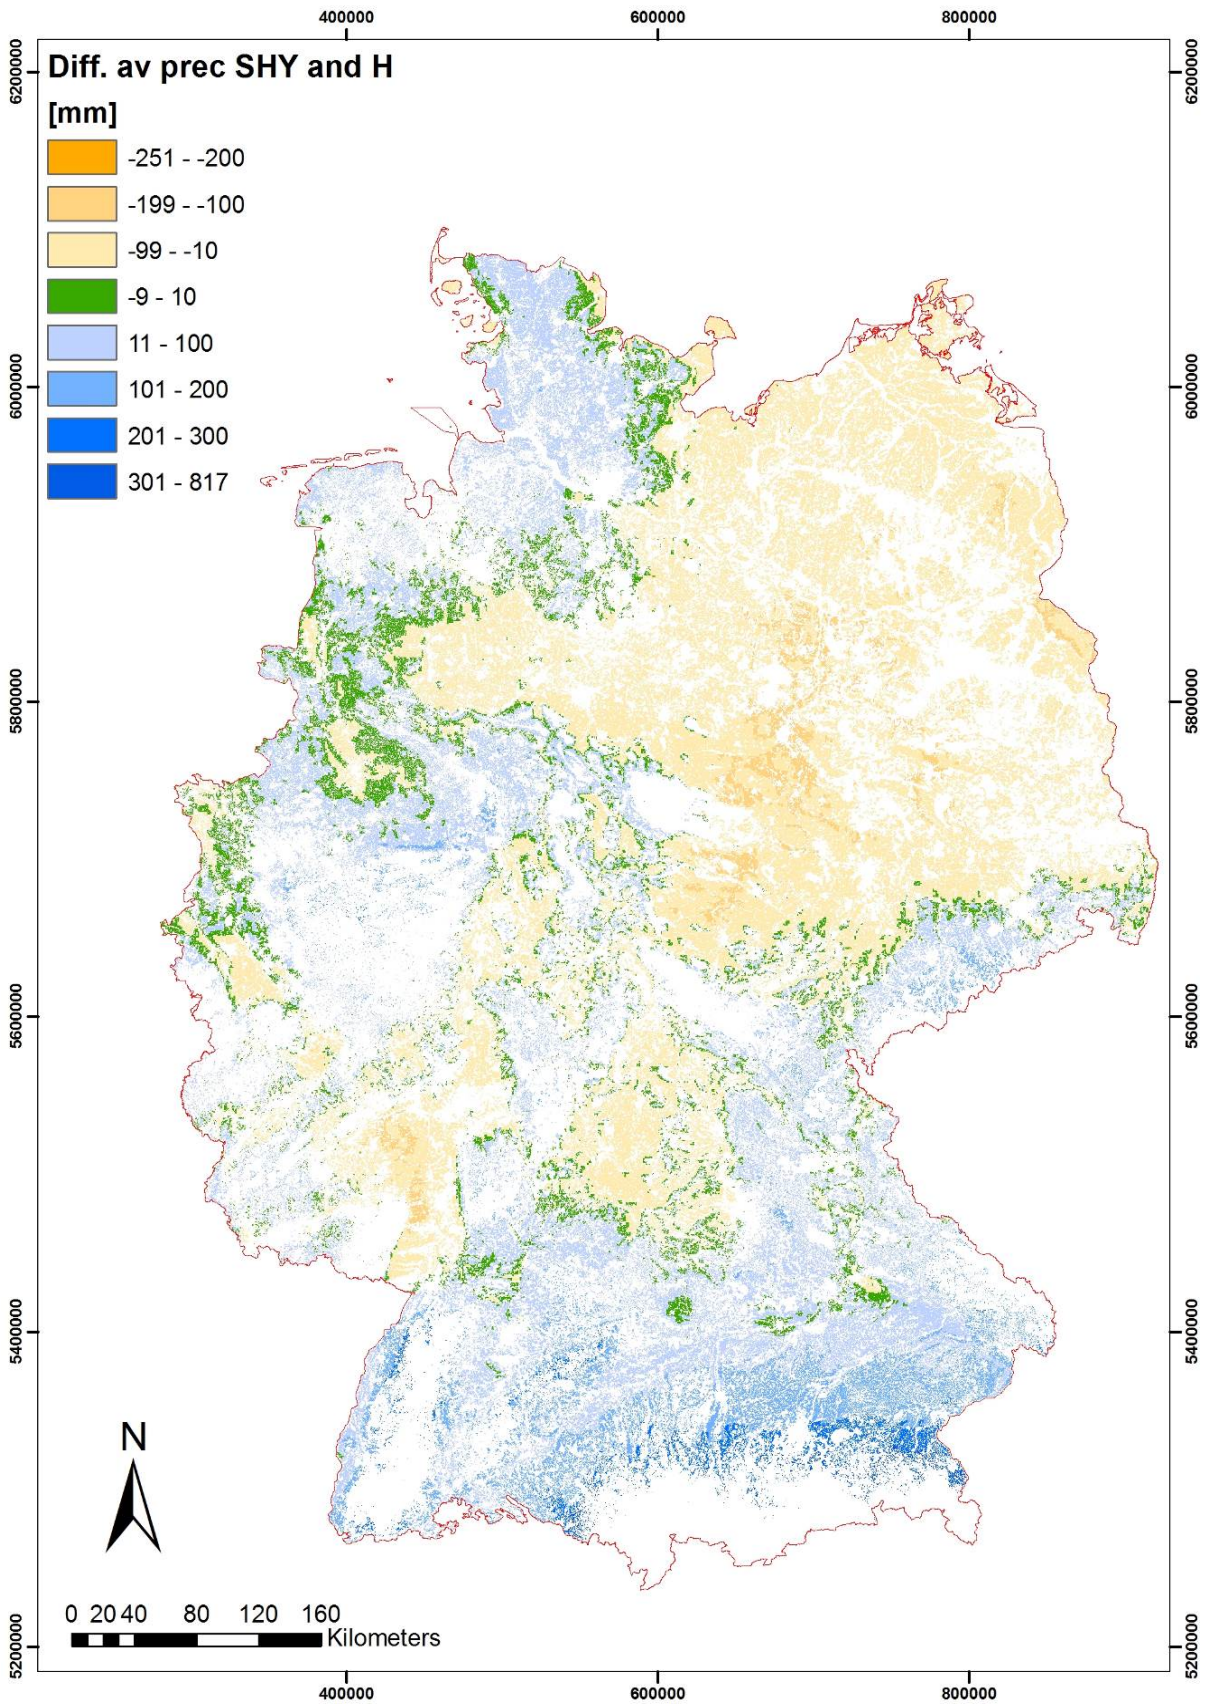 400000 600000 800000
Diff. av prec SHY and H
[mm]
-251 - -200
-199 - -100
-99 - -10
-9 - 10
11 - 100
101 - 200
201 - 300
301 - 817
6200000 6200000
6000000 6000000
5800000 5800000
5600000 5600000
5400000 5400000
N
0 20 40 80 120 160
Kilometers
5200000 5200000
400000 600000 800000